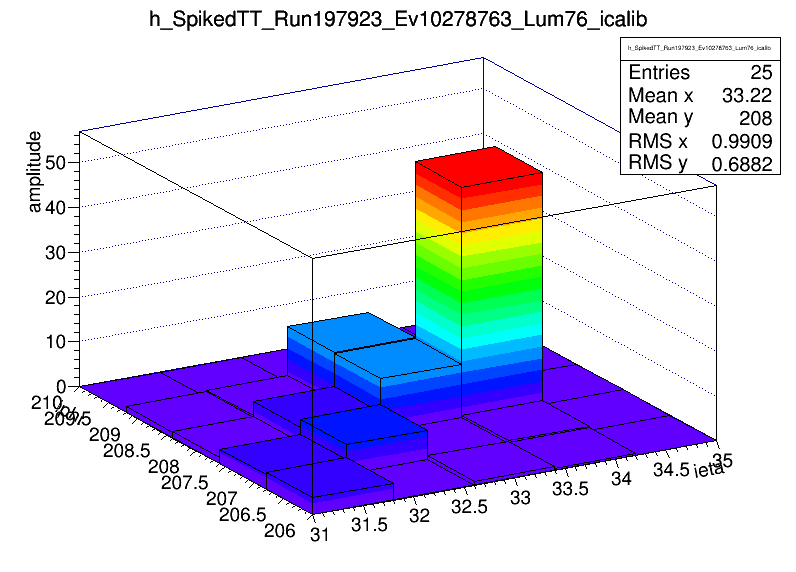 h_SpikedTT_Run197923_Ev10278763_Lum76_icalib
h_SpikedTT_Run197923_Ev10278763_Lum76_icalib
Entries 25
Mean x 33.22
Mean y 208
RMS x 0.9909
RMS y 0.6882
amplitude
50
40
30
20
10
0
210
209.5
209
208.5
208
207.5
207
206.5
206
31
31.5
32
32.5
33
33.5
34
34.5
35
ieta